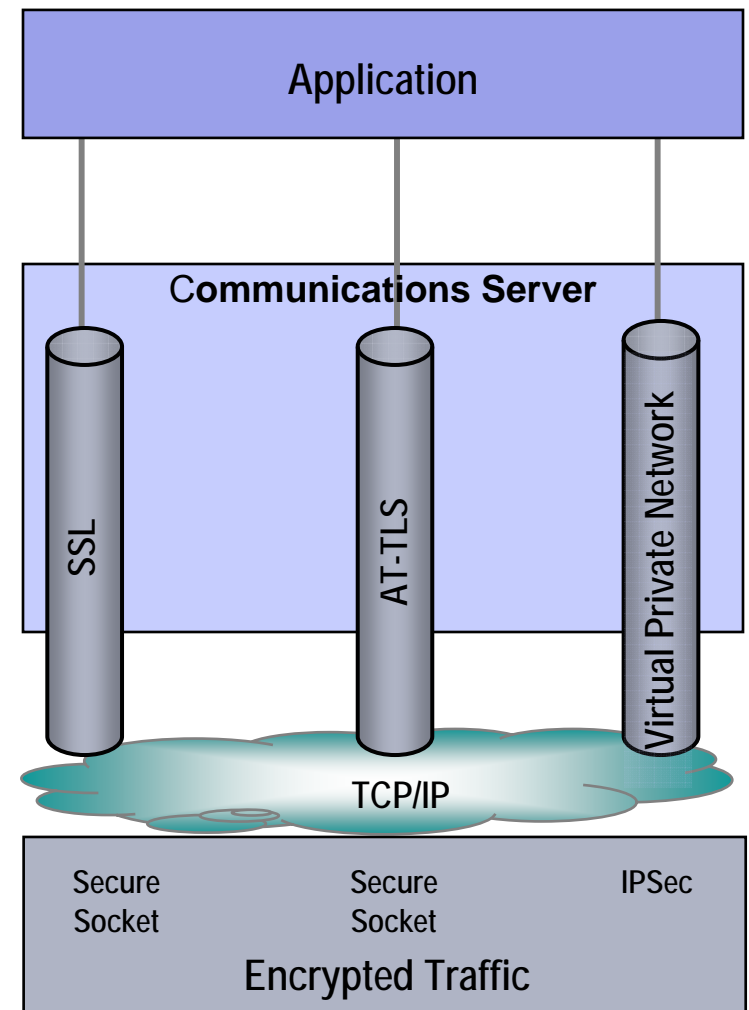 Application
Communications Server
SSL
AT-TLS
Virtual Private Network
TCP/IP
Secure Secure IPSec
Socket Socket
Encrypted Traffic